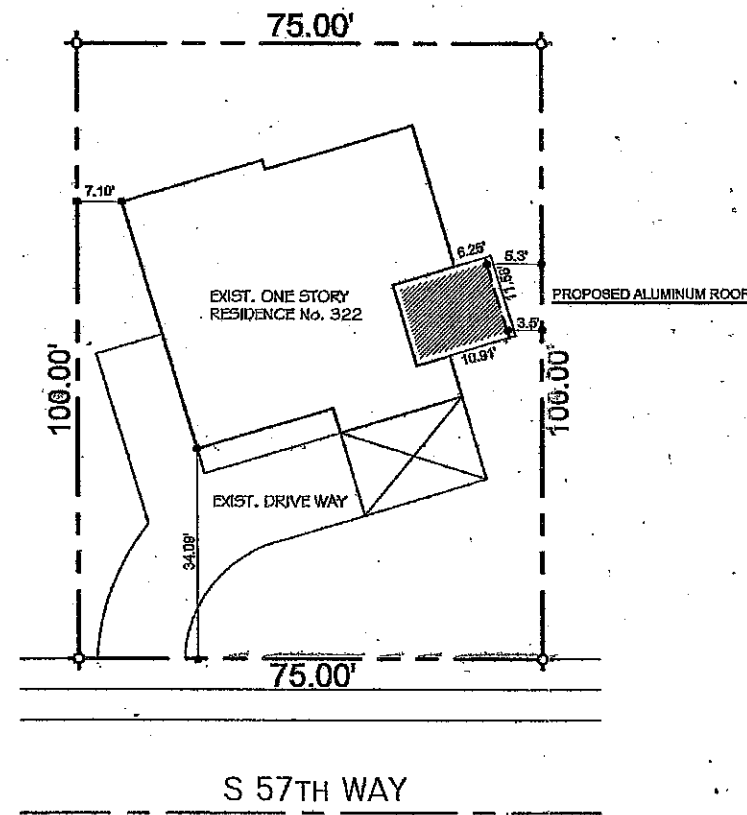 75.00'
7.10'
6.25'
5.3'
11.55'
PROPOSED ALUMINUM ROOF
EXIST. ONE STORY
RESIDENCE No. 322
3.5'
10.91'
100.00'
100.00'
EXIST. DRIVE WAY
34.09'
75.00'
S 57TH WAY